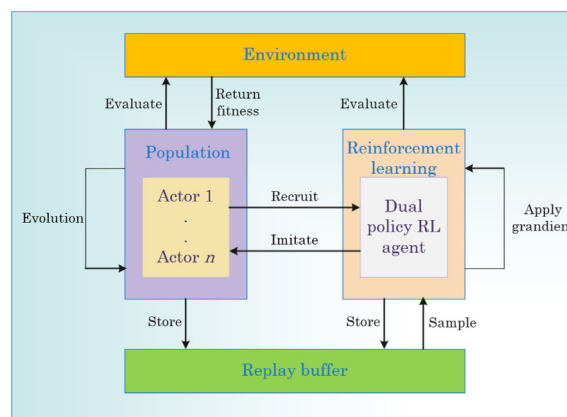 Environment
Evaluate
Return
fitness
Evaluate
Population
Reinforcement
learning
Actor 1
.
.
Actor n
Recruit
Imitate
Dual
policy RL
agent
Evolution
Apply
grandien
Store
Store
Sample
Replay buffer